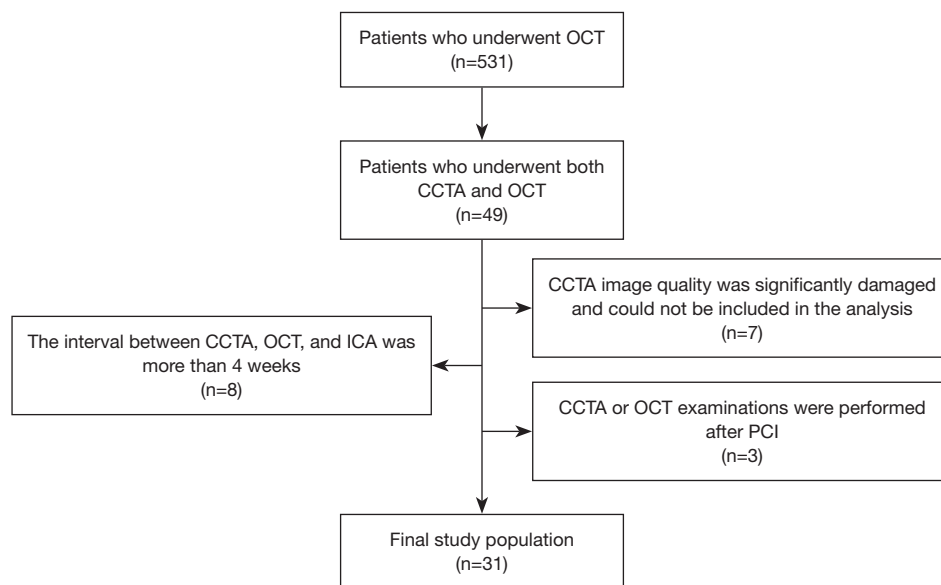 Patients who underwent OCT
(n=531)
Patients who underwent both
CCTA and OCT
(n=49)
CCTA image quality was significantly damaged
and could not be included in the analysis
(n=7)
The interval between CCTA, OCT, and ICA was
more than 4 weeks
(n=8)
CCTA or OCT examinations were performed
after PCI
(n=3)
Final study population
(n=31)